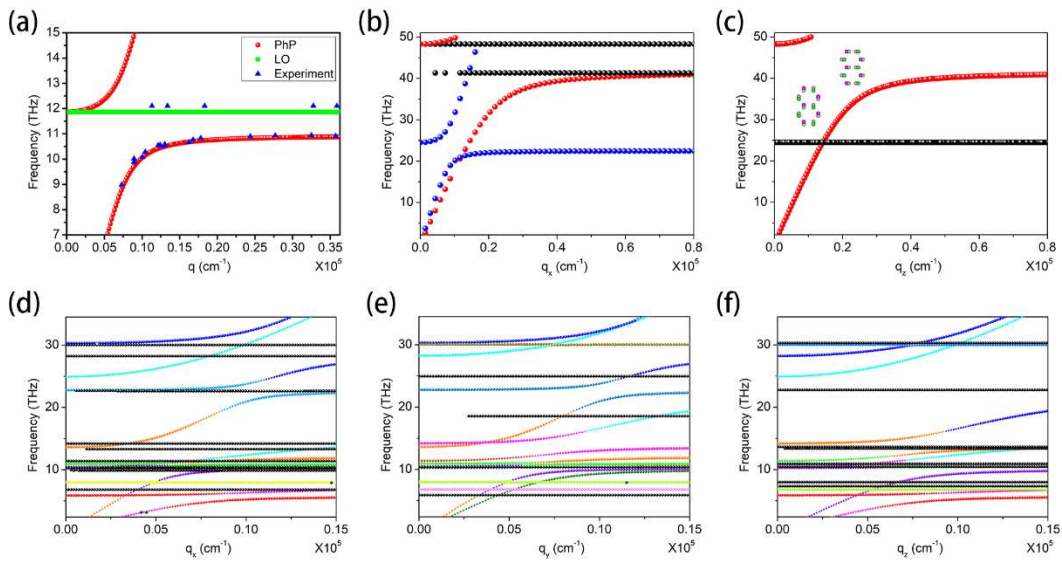 (a)
15
14
13
12
11
10
9
8
7
Frequency (THz)
PhP
LO
Experiment
0.00 0.05 0.10 0.15 0.20 0.25 0.30 0.35
q (cm⁻¹)
X10⁵
(b)
50
40
30
20
10
0
Frequency (THz)
0.0 0.2 0.4 0.6 0.8
qₓ (cm⁻¹)
X10⁵
(c)
50
40
30
20
10
0
Frequency (THz)
0.0 0.2 0.4 0.6 0.8
q_z (cm⁻¹)
X10⁵
(d)
30
20
10
Frequency (THz)
0.00 0.05 0.10 0.15
qₓ (cm⁻¹)
X10⁵
(e)
30
20
10
Frequency (THz)
0.00 0.05 0.10 0.15
q_y (cm⁻¹)
X10⁵
(f)
30
20
10
Frequency (THz)
0.00 0.05 0.10 0.15
q_z (cm⁻¹)
X10⁵